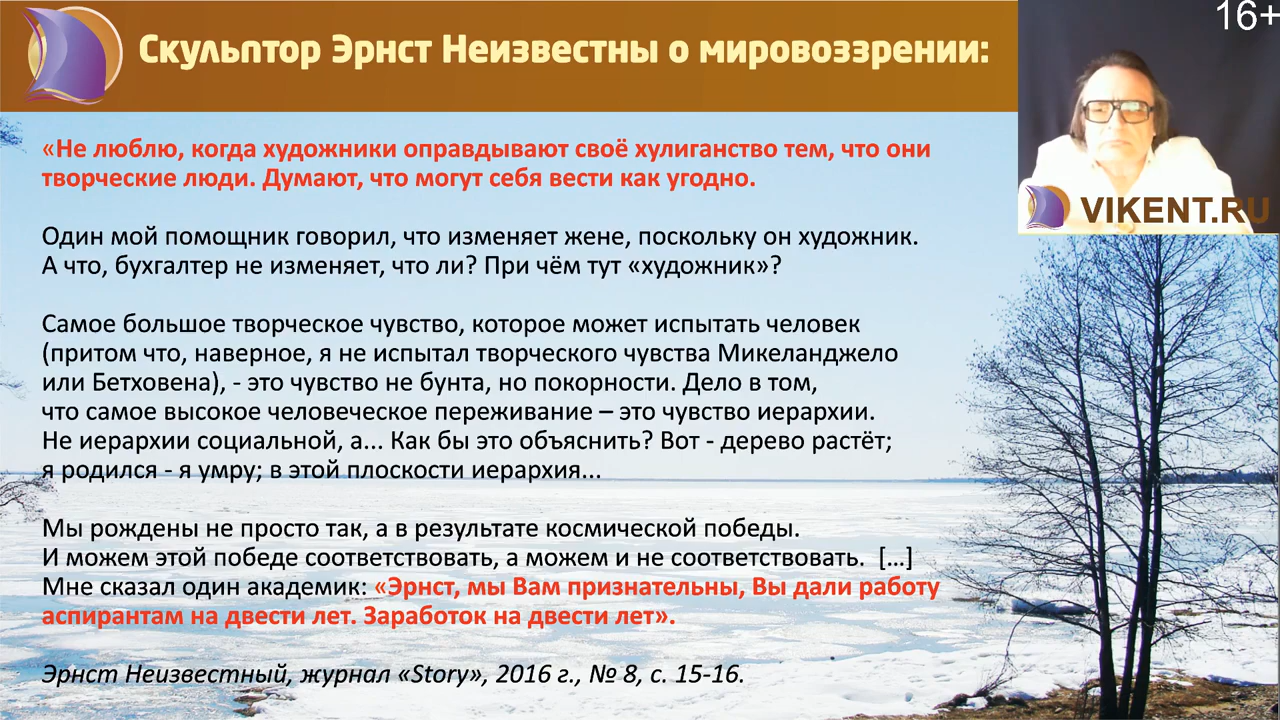 16+
Скульптор Эрнст Неизвестны о мировоззрении:
VIKENT.RU
«Не люблю, когда художники оправдывают своё хулиганство тем, что они
творческие люди. Думают, что могут себя вести как угодно.
Один мой помощник говорил, что изменяет жене, поскольку он художник.
А что, бухгалтер не изменяет, что ли? При чём тут «художник»?
Самое большое творческое чувство, которое может испытать человек
(притом что, наверное, я не испытал творческого чувства Микеланджело
или Бетховена), - это чувство не бунта, но покорности. Дело в том,
что самое высокое человеческое переживание – это чувство иерархии.
Не иерархии социальной, а... Как бы это объяснить? Вот - дерево растёт;
я родился - я умру; в этой плоскости иерархия...
Мы рождены не просто так, а в результате космической победы.
И можем этой победе соответствовать, а можем и не соответствовать. [...]
Мне сказал один академик: «Эрнст, мы Вам признательны, Вы дали работу
аспирантам на двести лет. Заработок на двести лет».
Эрнст Неизвестный, журнал «Story», 2016 г., № 8, с. 15-16.